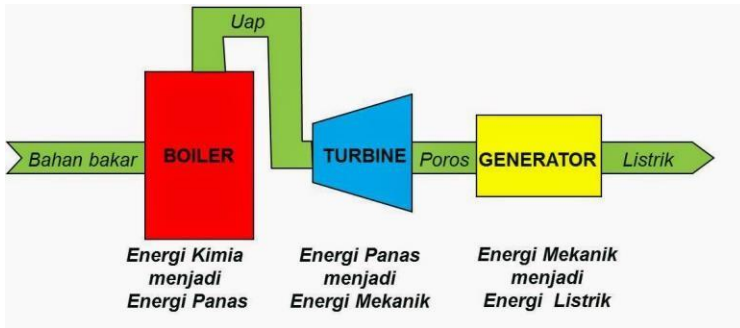 Uap
Bahan bakar
BOILER
TURBINE
Poros
GENERATOR
Listrik
Energi Kimia
menjadi
Energi Panas
Energi Panas
menjadi
Energi Mekanik
Energi Mekanik
menjadi
Energi Listrik